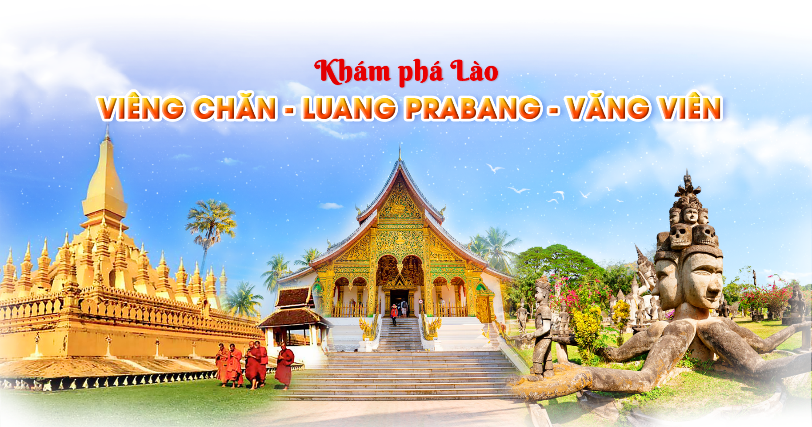 Khám phá Lào
VIÊNG CHĂN - LUANG PRABANG - VĂNG VIÊN